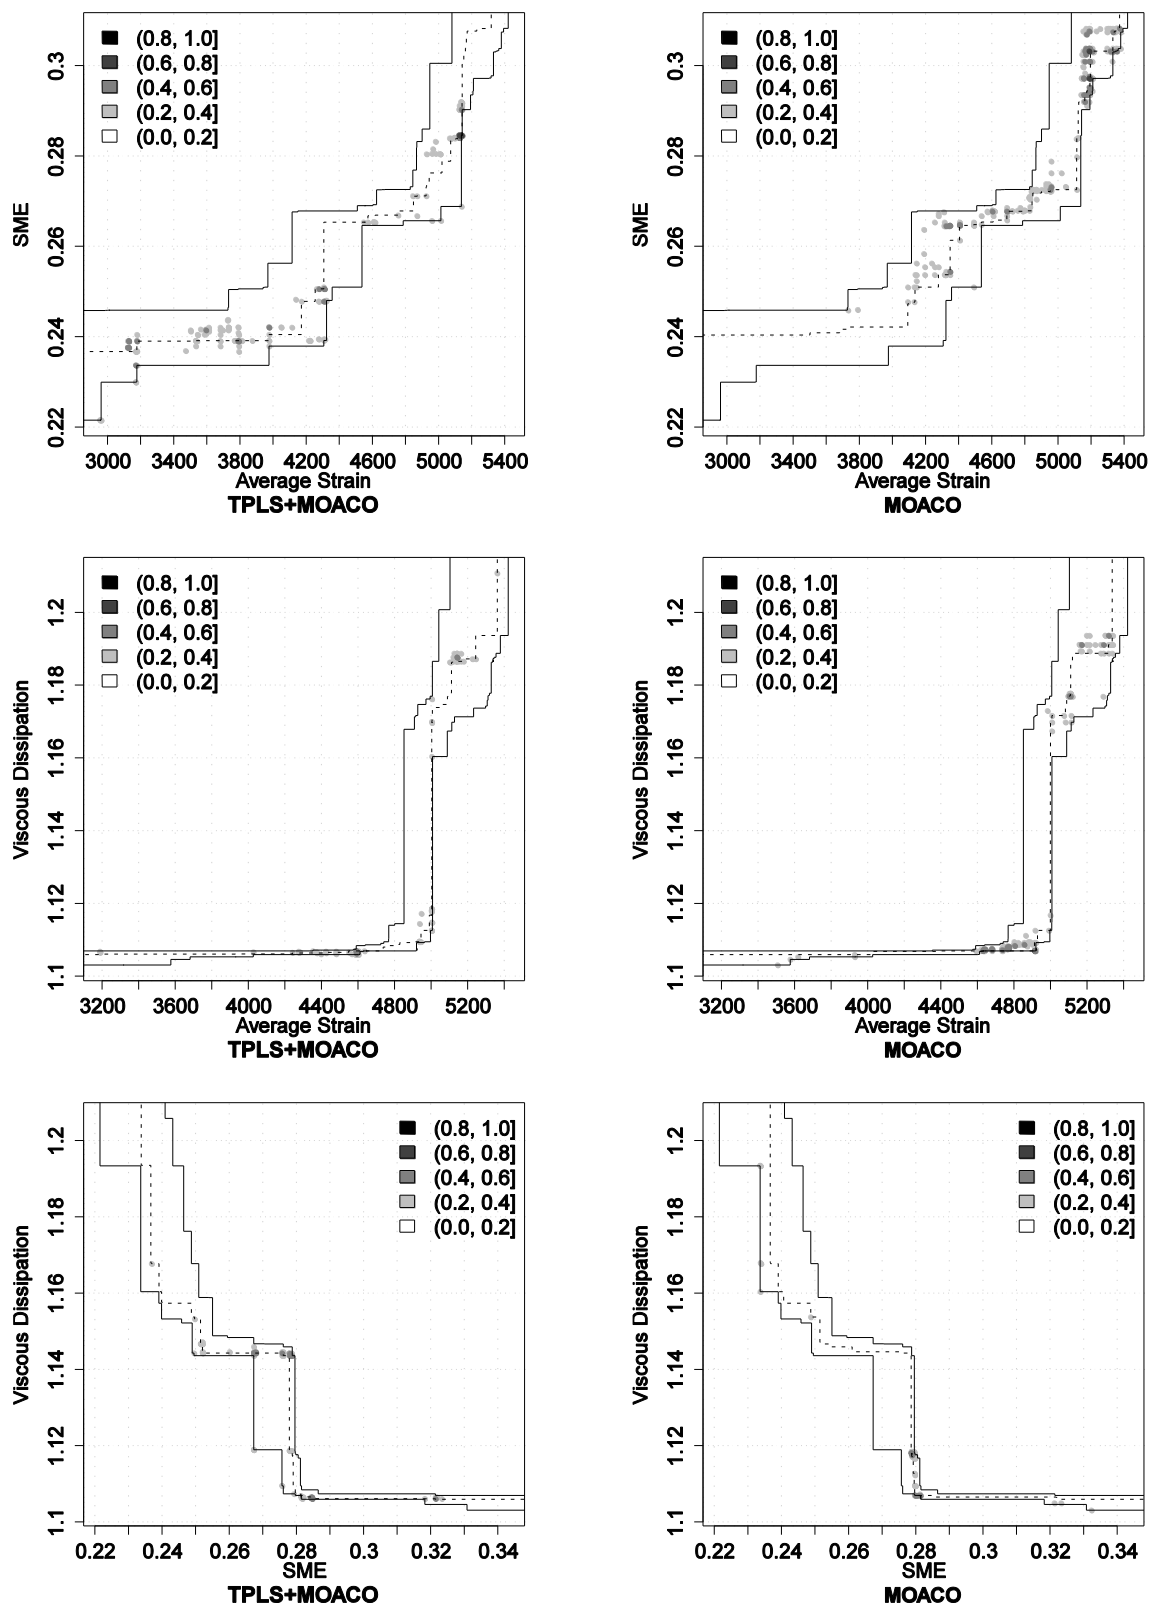 (0.8, 1.0]
(0.6, 0.8]
(0.4, 0.6]
(0.2, 0.4]
(0.0, 0.2]
SME
0.3
0.28
0.26
0.24
0.22
3000 3400 3800 4200 4600 5000 5400
Average Strain
TPLS+MOACO
(0.8, 1.0]
(0.6, 0.8]
(0.4, 0.6]
(0.2, 0.4]
(0.0, 0.2]
SME
0.3
0.28
0.26
0.24
0.22
3000 3400 3800 4200 4600 5000 5400
Average Strain
MOACO
(0.8, 1.0]
(0.6, 0.8]
(0.4, 0.6]
(0.2, 0.4]
(0.0, 0.2]
Viscous Dissipation
1.2
1.18
1.16
1.14
1.12
1.1
3200 3600 4000 4400 4800 5200
Average Strain
TPLS+MOACO
(0.8, 1.0]
(0.6, 0.8]
(0.4, 0.6]
(0.2, 0.4]
(0.0, 0.2]
Viscous Dissipation
1.2
1.18
1.16
1.14
1.12
1.1
3200 3600 4000 4400 4800 5200
Average Strain
MOACO
(0.8, 1.0]
(0.6, 0.8]
(0.4, 0.6]
(0.2, 0.4]
(0.0, 0.2]
Viscous Dissipation
1.2
1.18
1.16
1.14
1.12
1.1
0.22 0.24 0.26 0.28 0.3 0.32 0.34
SME
TPLS+MOACO
(0.8, 1.0]
(0.6, 0.8]
(0.4, 0.6]
(0.2, 0.4]
(0.0, 0.2]
Viscous Dissipation
1.2
1.18
1.16
1.14
1.12
1.1
0.22 0.24 0.26 0.28 0.3 0.32 0.34
SME
MOACO